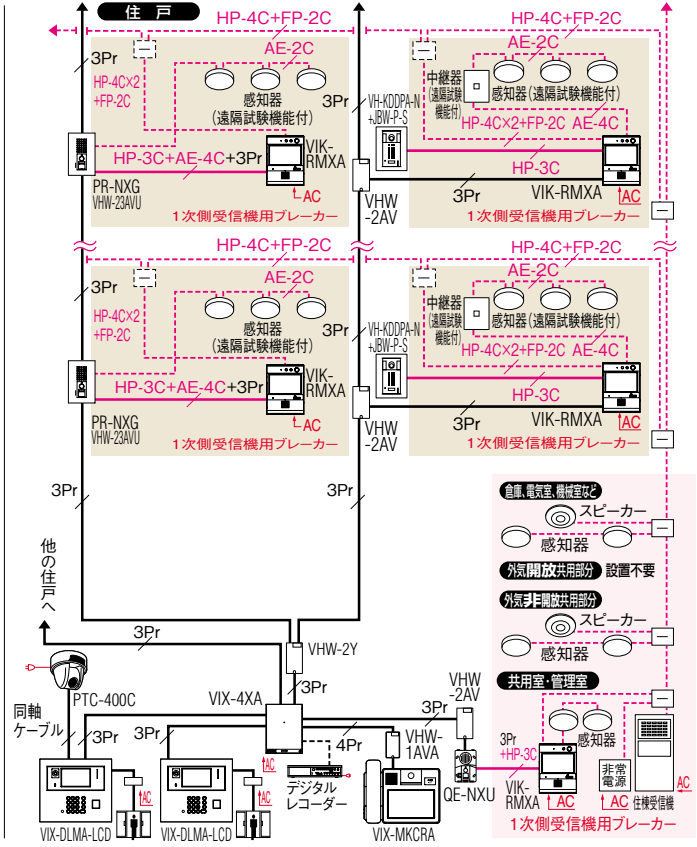 住戸
HP-4C+FP-2C
HP-4C+FP-2C
3Pr
AE-2C
HP-4C×2
+FP-2C
感知器
(遠隔試験機能付)
VIK-
RMXA
HP-3C+AE-4C+3Pr
PR-NXG
VHW-23AVU
AC
1次側受信機用ブレーカー
3Pr
VH-KDDPA-N
+JBW-P-S
AE-2C
中継器
(遠隔試験
機能付)
感知器(遠隔試験機能付)
HP-4C×2+FP-2C
AE-4C
HP-3C
3Pr
VIK-RMXA
VHW
-2AV
AC
1次側受信機用ブレーカー
HP-4C+FP-2C
HP-4C+FP-2C
3Pr
AE-2C
HP-4C×2
+FP-2C
感知器
(遠隔試験機能付)
VIK-
RMXA
HP-3C+AE-4C+3Pr
PR-NXG
VHW-23AVU
AC
1次側受信機用ブレーカー
3Pr
VH-KDDPA-N
+JBW-P-S
AE-2C
中継器
(遠隔試験
機能付)
感知器(遠隔試験機能付)
HP-4C×2+FP-2C
AE-4C
HP-3C
3Pr
VIK-RMXA
VHW
-2AV
AC
1次側受信機用ブレーカー
3Pr
3Pr
倉庫、電気室、機械室など
スピーカー
感知器
外気開放共用部分
設置不要
外気非開放共用部分
スピーカー
感知器
共用室・管理室
感知器
3Pr
+HP-3C
VIK-
RMXA
AC
非常
電源
AC
住棟受信機
AC
1次側受信機用ブレーカー
他の住戸へ
3Pr
VHW-2Y
3Pr
PTC-400C
VIX-4XA
同軸
ケーブル
3Pr
3Pr
4Pr
3Pr
VHW
-2AV
VHW-
1AVA
QE-NXU
AC
デジタル
レコーダー
AC
AC
VIX-DLMA-LCD
VIX-DLMA-LCD
VIX-MKCRA